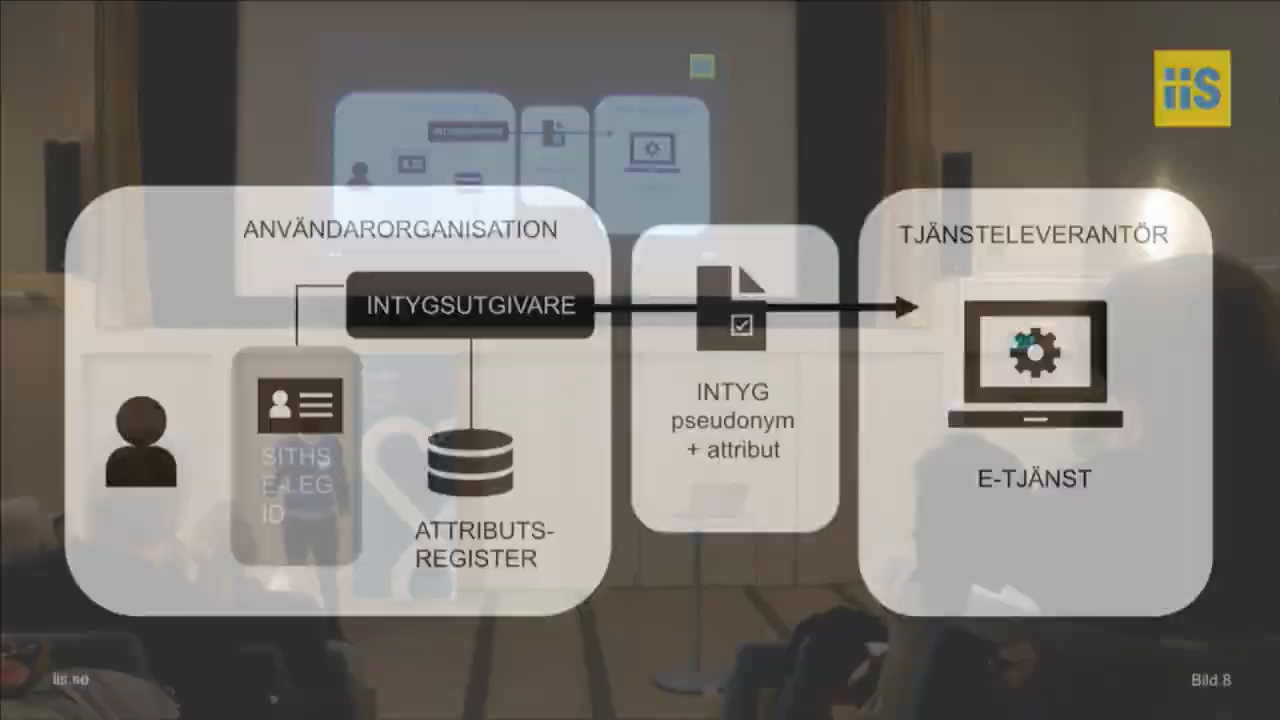 iis
ANVÄNDARORGANISATION
TJÄNSTELEVERANTÖR
INTYGSUTGIVARE
INTYG
pseudonym
+ attribut
SITHS
E-LEG
ID
E-TJÄNST
ATTRIBUTS-
REGISTER
iis.se
Bild 8